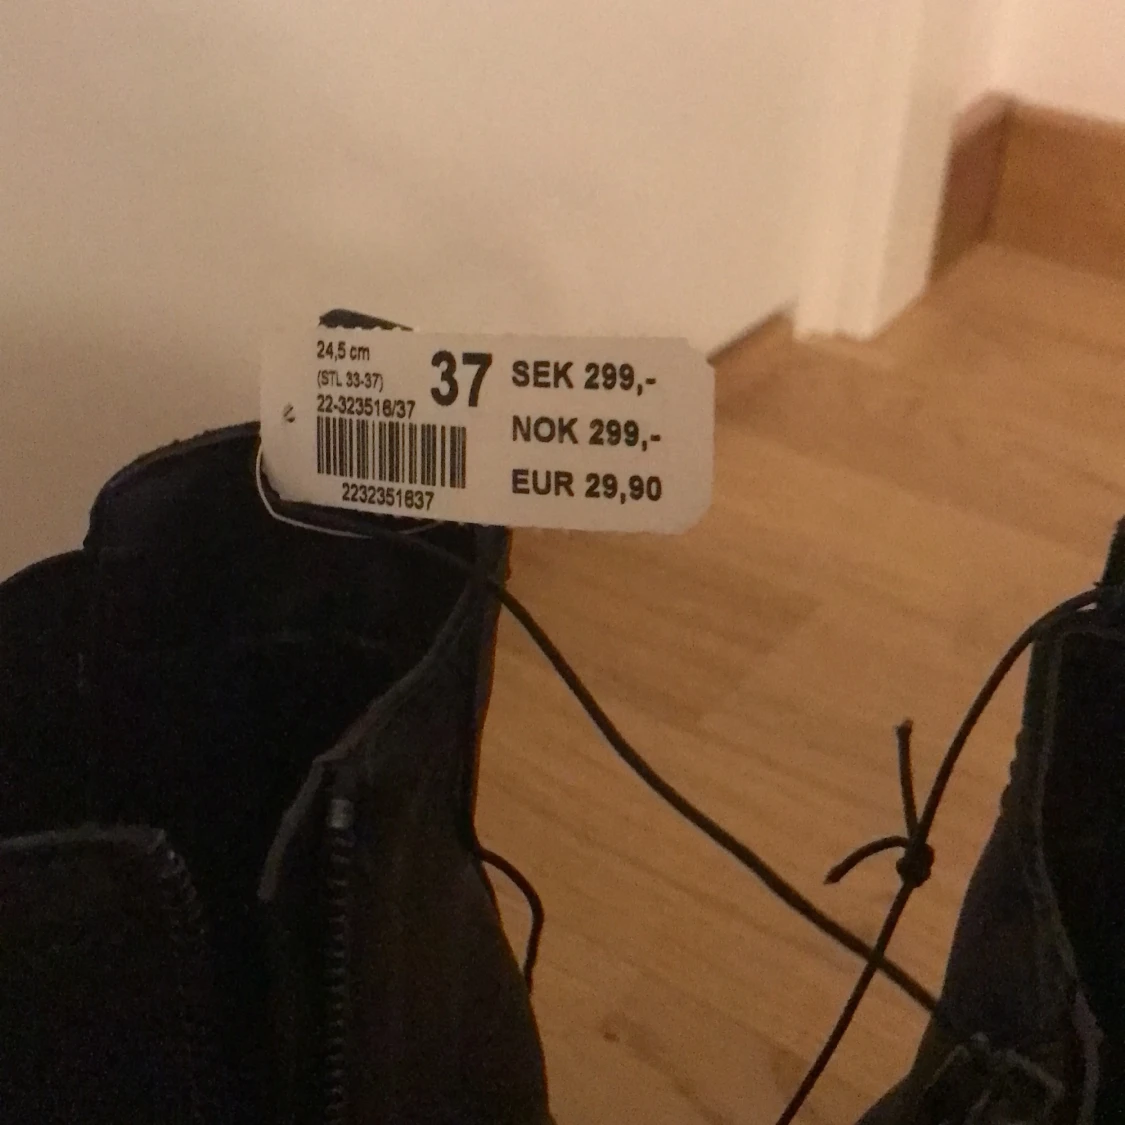 24,5 cm
(STL 33-37)
22-323516/37
37
2232351637
SEK 299,-
NOK 299,-
EUR 29,90